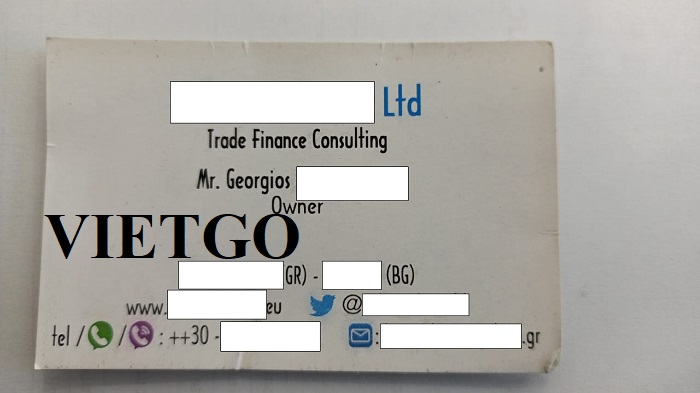 Ltd
Trade Finance Consulting
Mr. Georgios
Owner
VIETGO
GR) - (BG)
www. eu @
tel / / : ++30 - : .gr